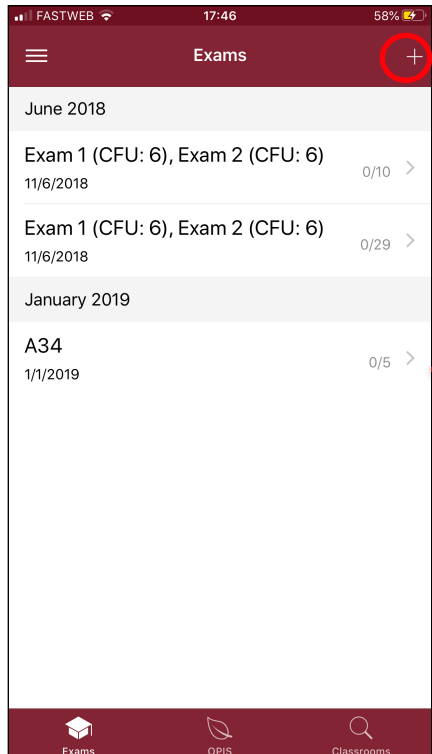 FASTWEB 17:46 58%
Exams
June 2018
Exam 1 (CFU: 6), Exam 2 (CFU: 6)
11/6/2018
0/10
Exam 1 (CFU: 6), Exam 2 (CFU: 6)
11/6/2018
0/29
January 2019
A34
1/1/2019
0/5
Exams OPIS Classrooms